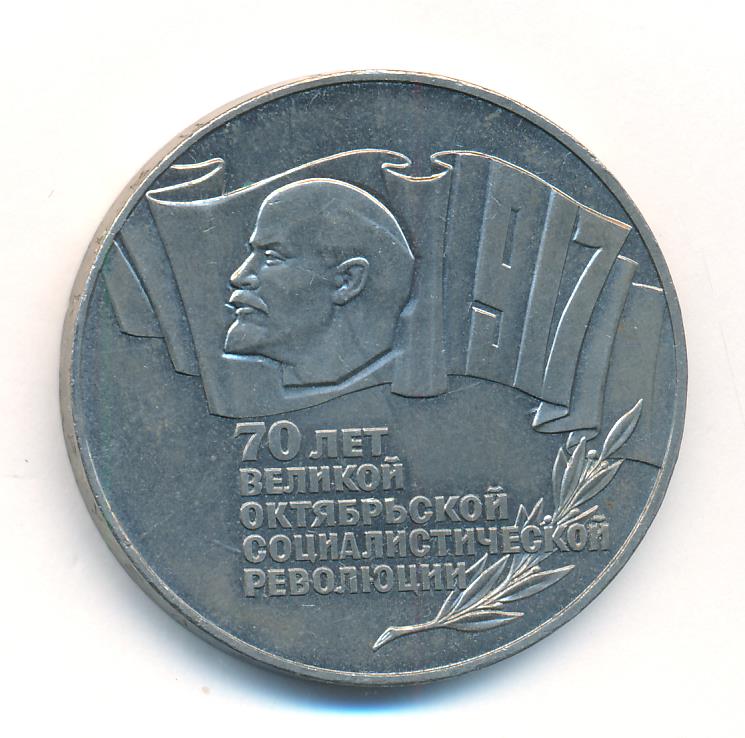 1917
70 ЛЕТ
ВЕЛИКОЙ
ОКТЯБРЬСКОЙ
СОЦИАЛИСТИЧЕСКОЙ
РЕВОЛЮЦИИ